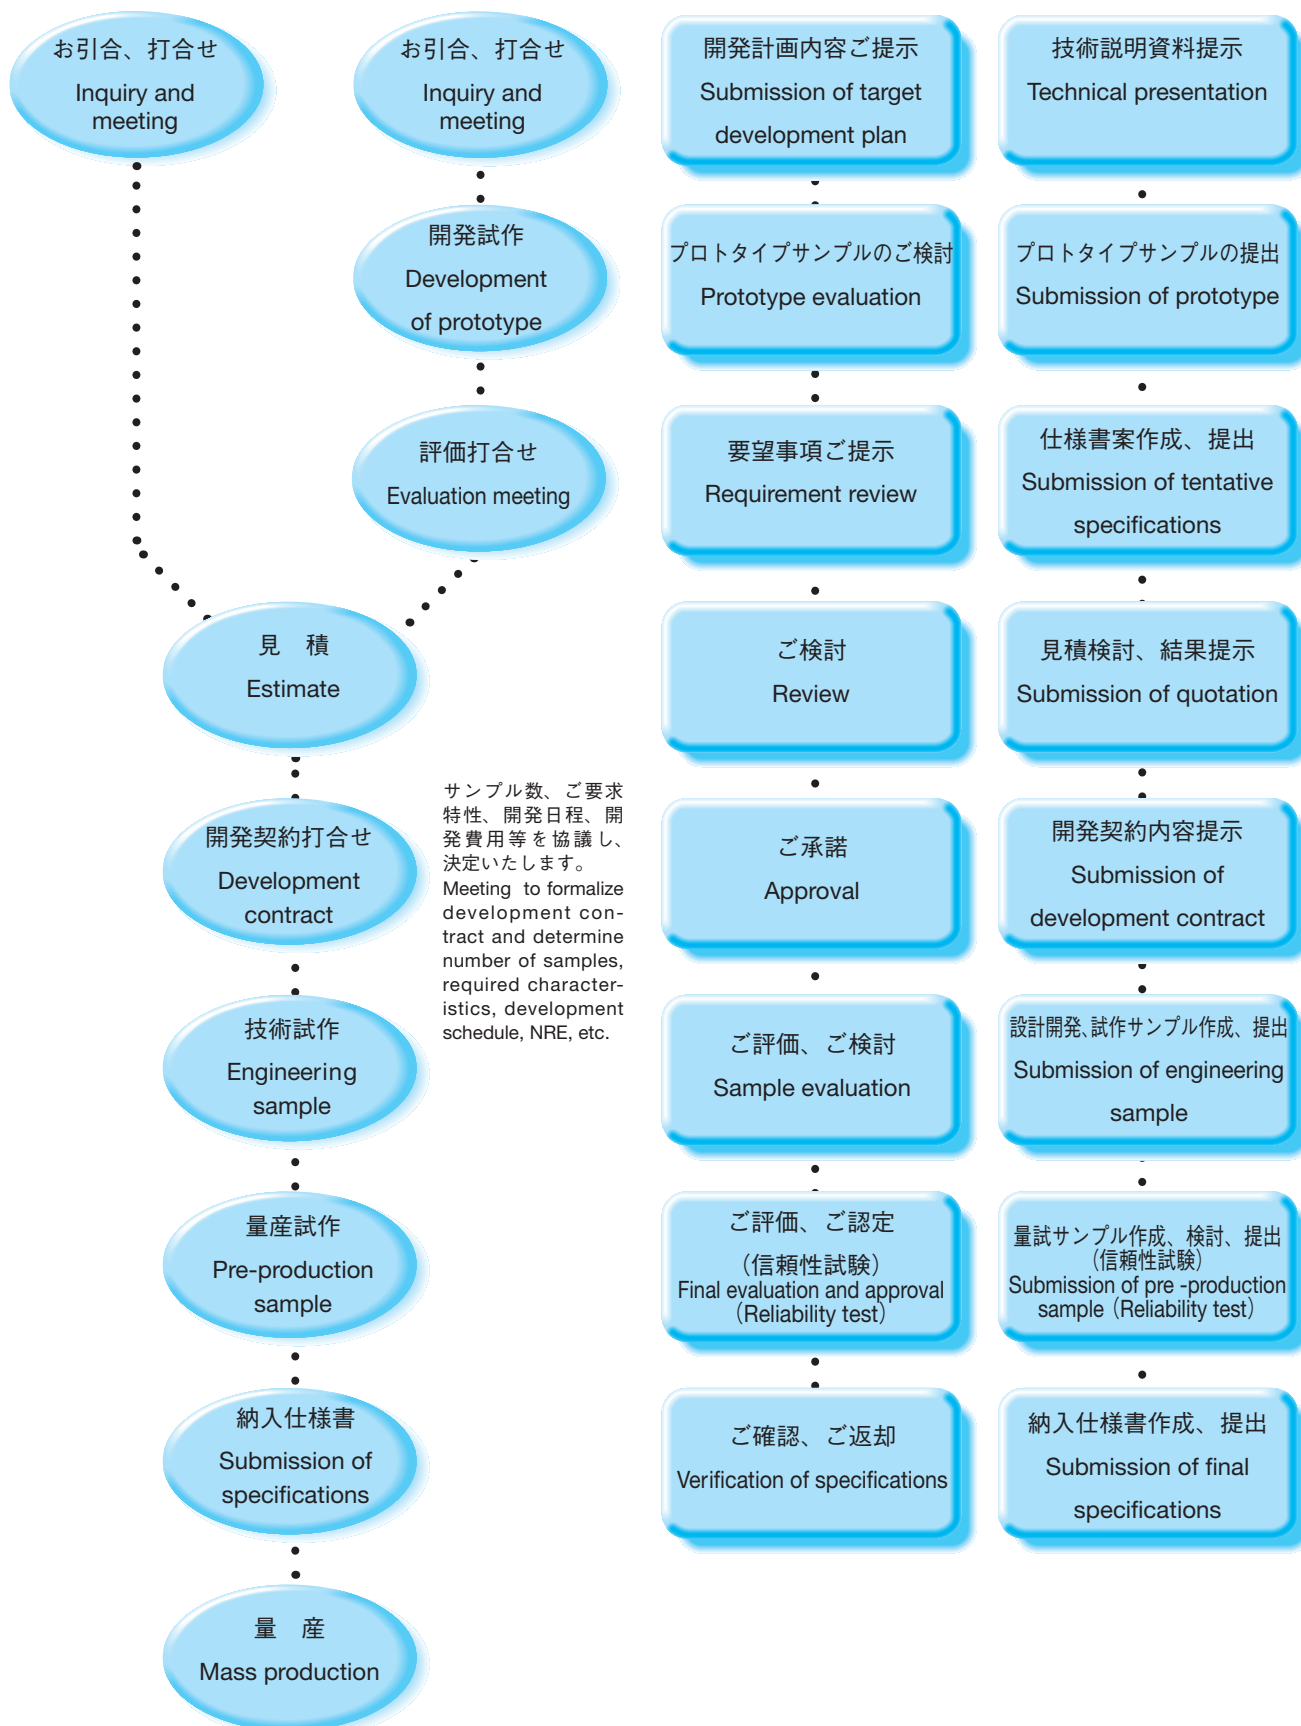 お引合、打合せ
Inquiry and
meeting
お引合、打合せ
Inquiry and
meeting
開発計画内容ご提示
Submission of target
development plan
技術説明資料提示
Technical presentation
開発試作
Development
of prototype
プロトタイプサンプルのご検討
Prototype evaluation
プロトタイプサンプルの提出
Submission of prototype
評価打合せ
Evaluation meeting
要望事項ご提示
Requirement review
仕様書案作成、提出
Submission of tentative
specifications
見　積
Estimate
ご検討
Review
見積検討、結果提示
Submission of quotation
開発契約打合せ
Development
contract
サンプル数、ご要求
特性、開発日程、開
発費用等を協議し、
決定いたします。
Meeting to formalize
development con-
tract and determine
number of samples,
required character-
istics, development
schedule, NRE, etc.
ご承諾
Approval
開発契約内容提示
Submission of
development contract
技術試作
Engineering
sample
ご評価、ご検討
Sample evaluation
設計開発、試作サンプル作成、提出
Submission of engineering
sample
量産試作
Pre-production
sample
ご評価、ご認定
（信頼性試験）
Final evaluation and approval
（Reliability test）
量試サンプル作成、検討、提出
（信頼性試験）
Submission of pre -production
sample（Reliability test）
納入仕様書
Submission of
specifications
ご確認、ご返却
Verification of specifications
納入仕様書作成、提出
Submission of final
specifications
量　産
Mass production